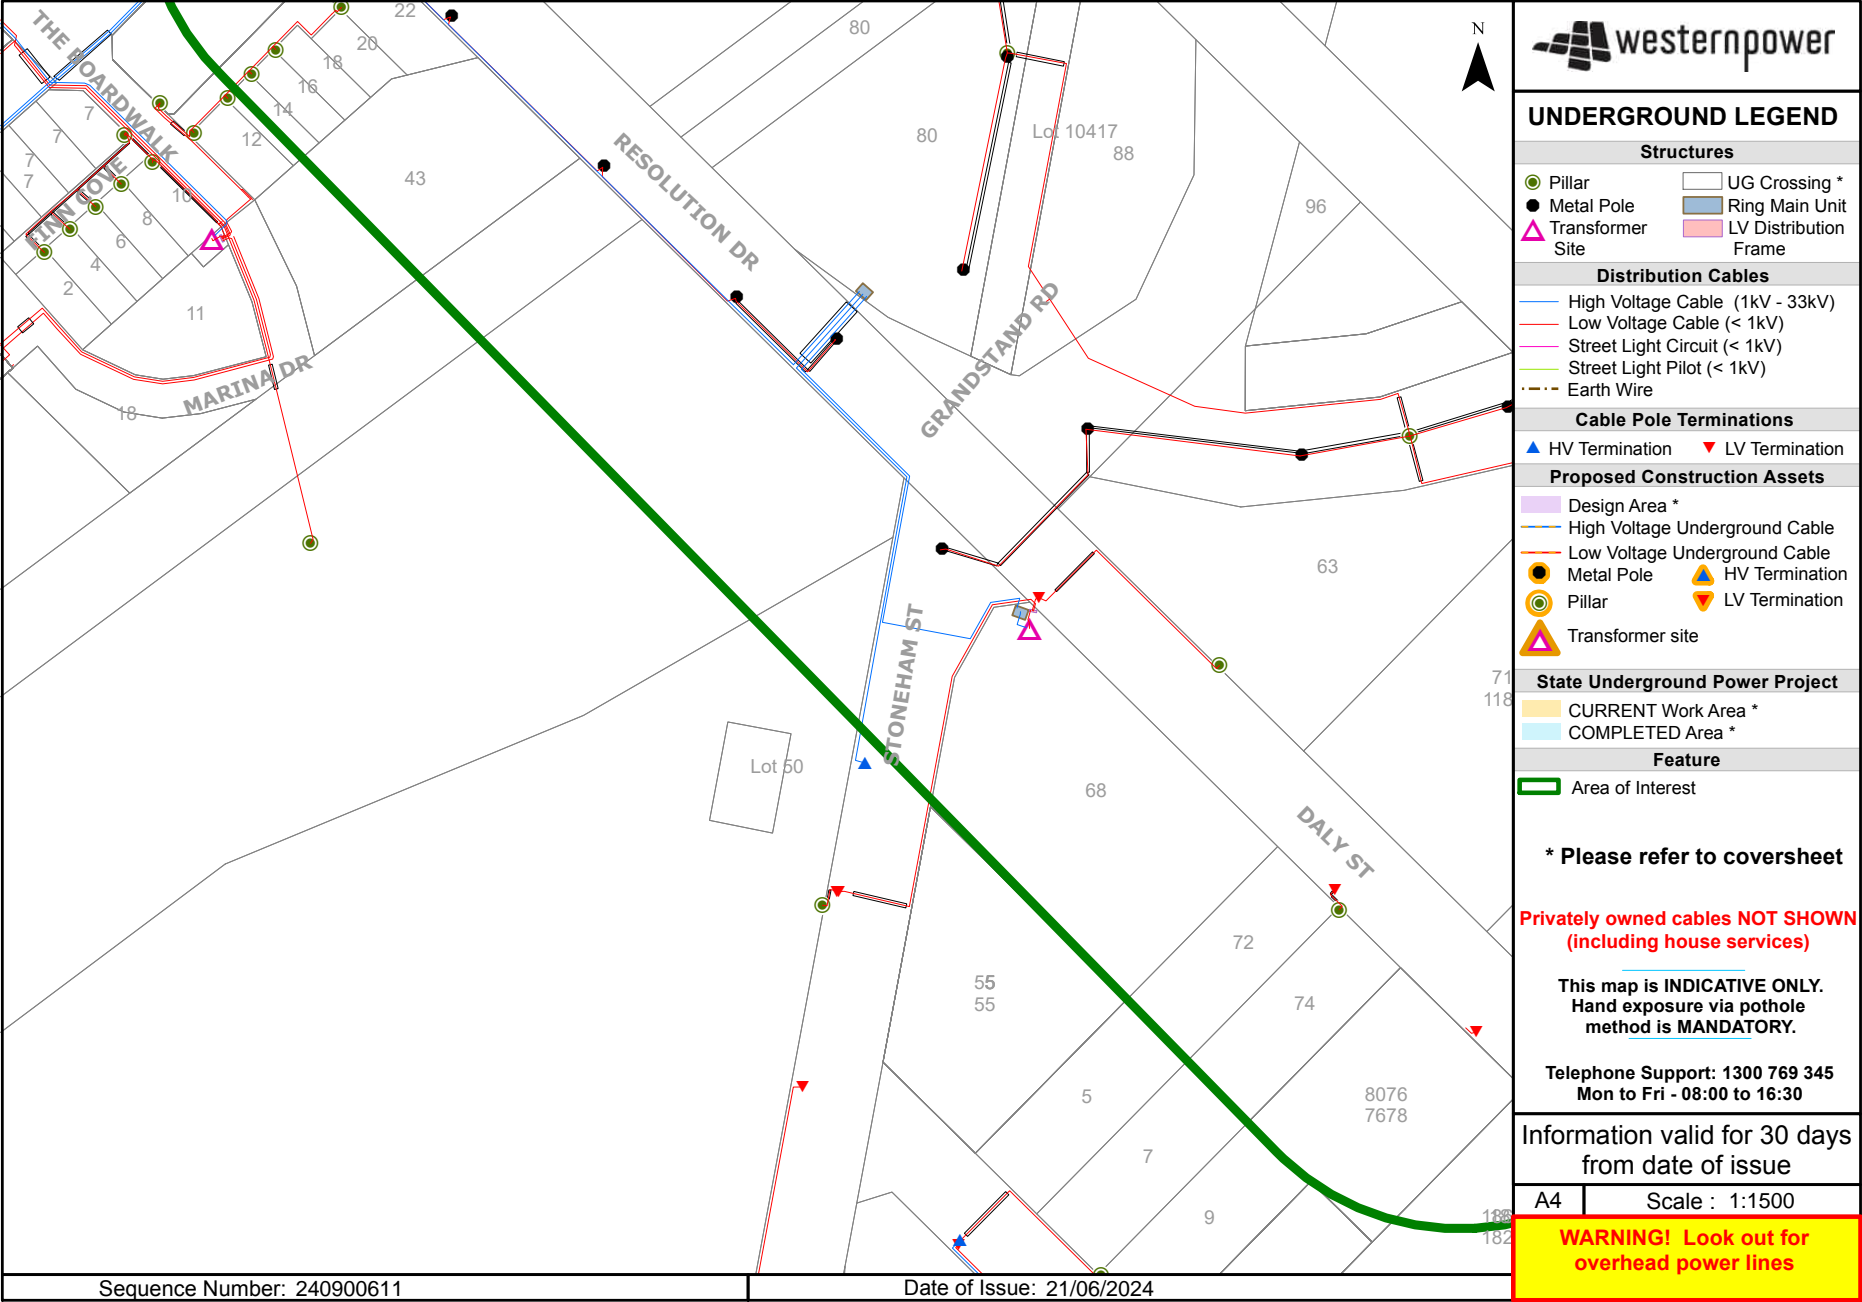 THE BOARDWALK
FINN COVE
MARINA DR
RESOLUTION DR
GRANDSTAND RD
STONEHAM ST
DALY ST
22
20
18
16
14
12
7
7
7
7
10
8
6
4
2
11
18
43
80
80
Lot 10417
88
96
63
71
118
Lot 50
68
72
74
55
55
5
7
9
8076
7678
182
N
westernpower
UNDERGROUND LEGEND
Structures
Pillar
UG Crossing *
Metal Pole
Ring Main Unit
Transformer
Site
LV Distribution
Frame
Distribution Cables
High Voltage Cable (1kV - 33kV)
Low Voltage Cable (< 1kV)
Street Light Circuit (< 1kV)
Street Light Pilot (< 1kV)
Earth Wire
Cable Pole Terminations
HV Termination
LV Termination
Proposed Construction Assets
Design Area *
High Voltage Underground Cable
Low Voltage Underground Cable
Metal Pole
HV Termination
Pillar
LV Termination
Transformer site
State Underground Power Project
CURRENT Work Area *
COMPLETED Area *
Feature
Area of Interest
* Please refer to coversheet
Privately owned cables NOT SHOWN
(including house services)
This map is INDICATIVE ONLY.
Hand exposure via pothole
method is MANDATORY.
Telephone Support: 1300 769 345
Mon to Fri - 08:00 to 16:30
Information valid for 30 days
from date of issue
A4
Scale : 1:1500
WARNING! Look out for
overhead power lines
Sequence Number: 240900611
Date of Issue: 21/06/2024